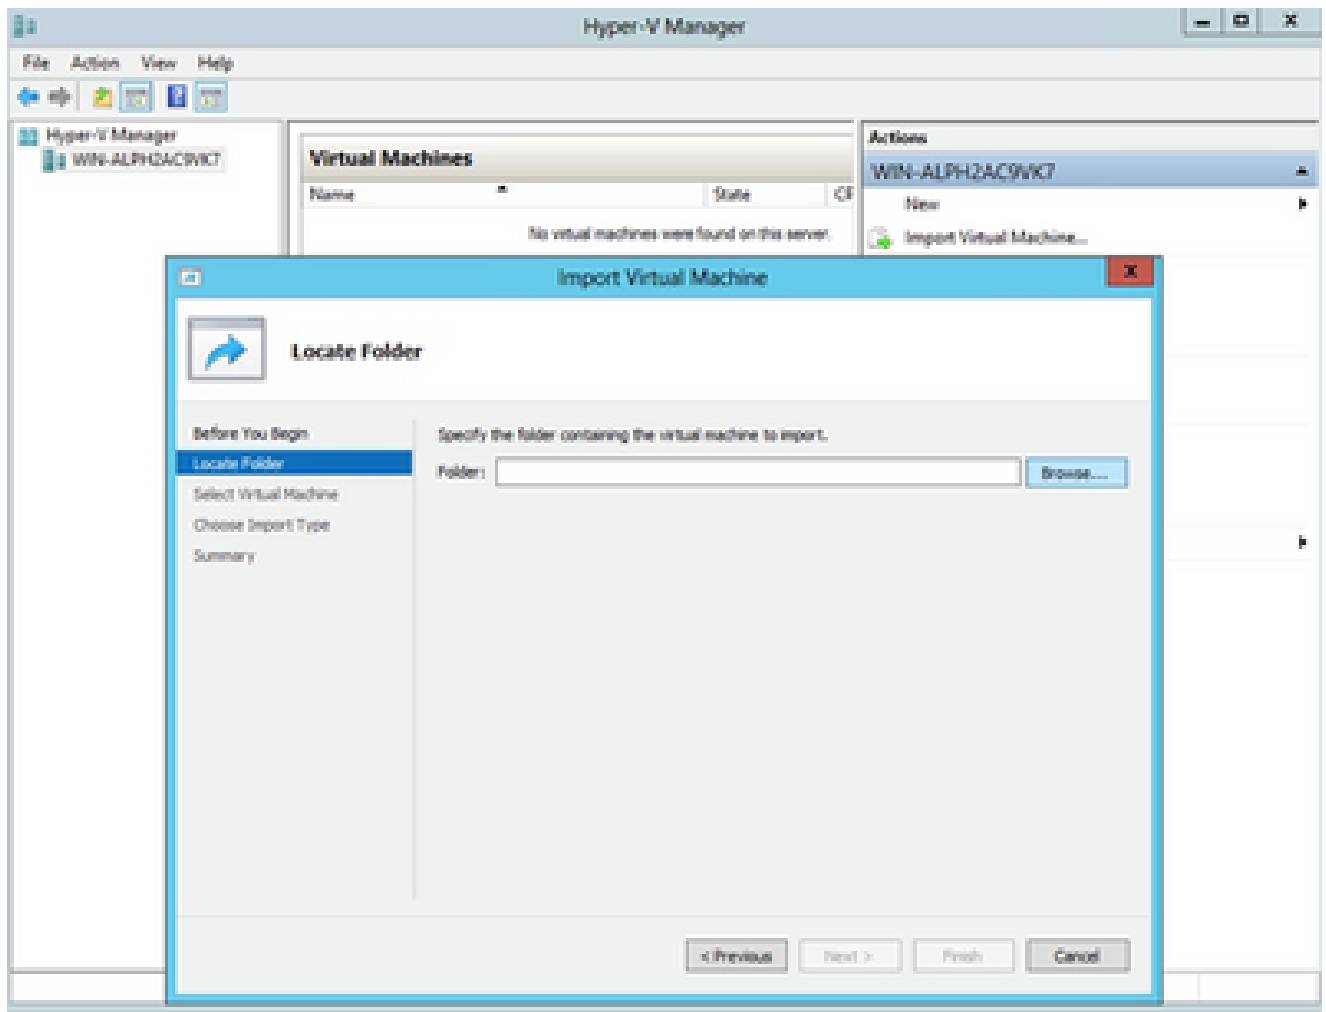 Hyper-V Manager
File Action View Help
Hyper-V Manager
WIN-ALPH2AC9VK7
Virtual Machines
Name State
No virtual machines were found on this server.
Actions
WIN-ALPH2AC9VK7
New
Import Virtual Machine...
Import Virtual Machine
Locate Folder
Before You Begin
Locate Folder
Select Virtual Machine
Choose Import Type
Summary
Specify the folder containing the virtual machine to import.
Folder: Browse...
< Previous Next > Finish Cancel